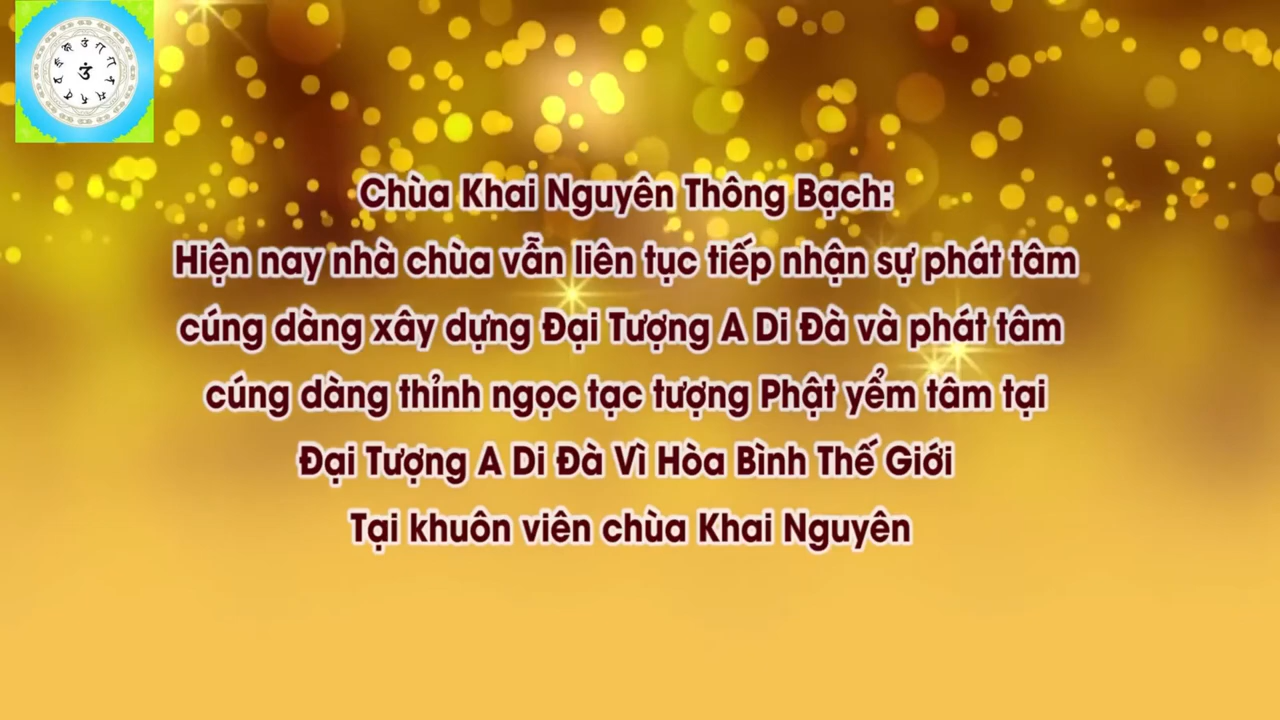 Chùa Khai Nguyên Thông Bạch:
Hiện nay nhà chùa vẫn liên tục tiếp nhận sự phát tâm
cúng dàng xây dựng Đại Tượng A Di Đà và phát tâm
cúng dàng thỉnh ngọc tạc tượng Phật yểm tâm tại
Đại Tượng A Di Đà Vì Hòa Bình Thế Giới
Tại khuôn viên chùa Khai Nguyên